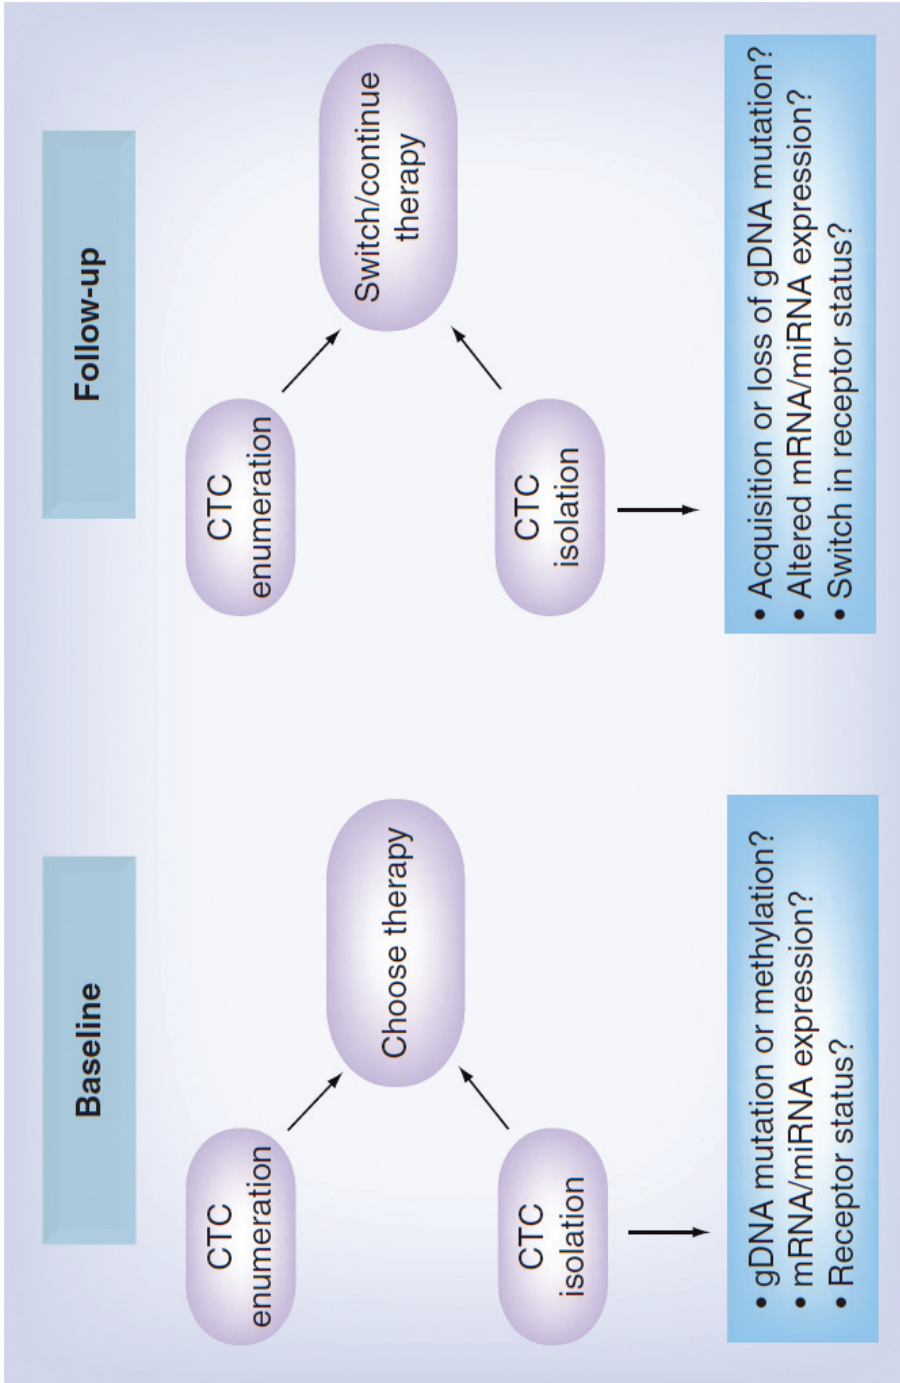 Baseline
CTC
enumeration
Choose therapy
CTC
isolation
• gDNA mutation or methylation?
• mRNA/miRNA expression?
• Receptor status?
Follow-up
CTC
enumeration
Switch/continue
therapy
CTC
isolation
• Acquisition or loss of gDNA mutation?
• Altered mRNA/miRNA expression?
• Switch in receptor status?